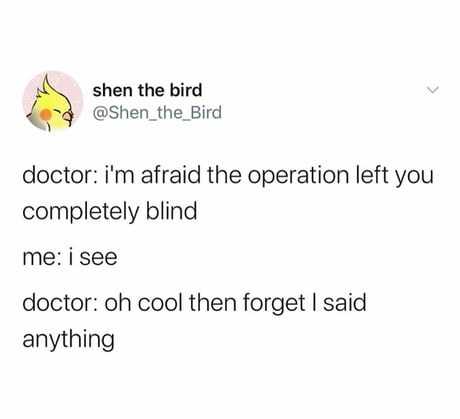 shen the bird
@Shen_the_Bird
doctor: i'm afraid the operation left you
completely blind
me: i see
doctor: oh cool then forget I said
anything